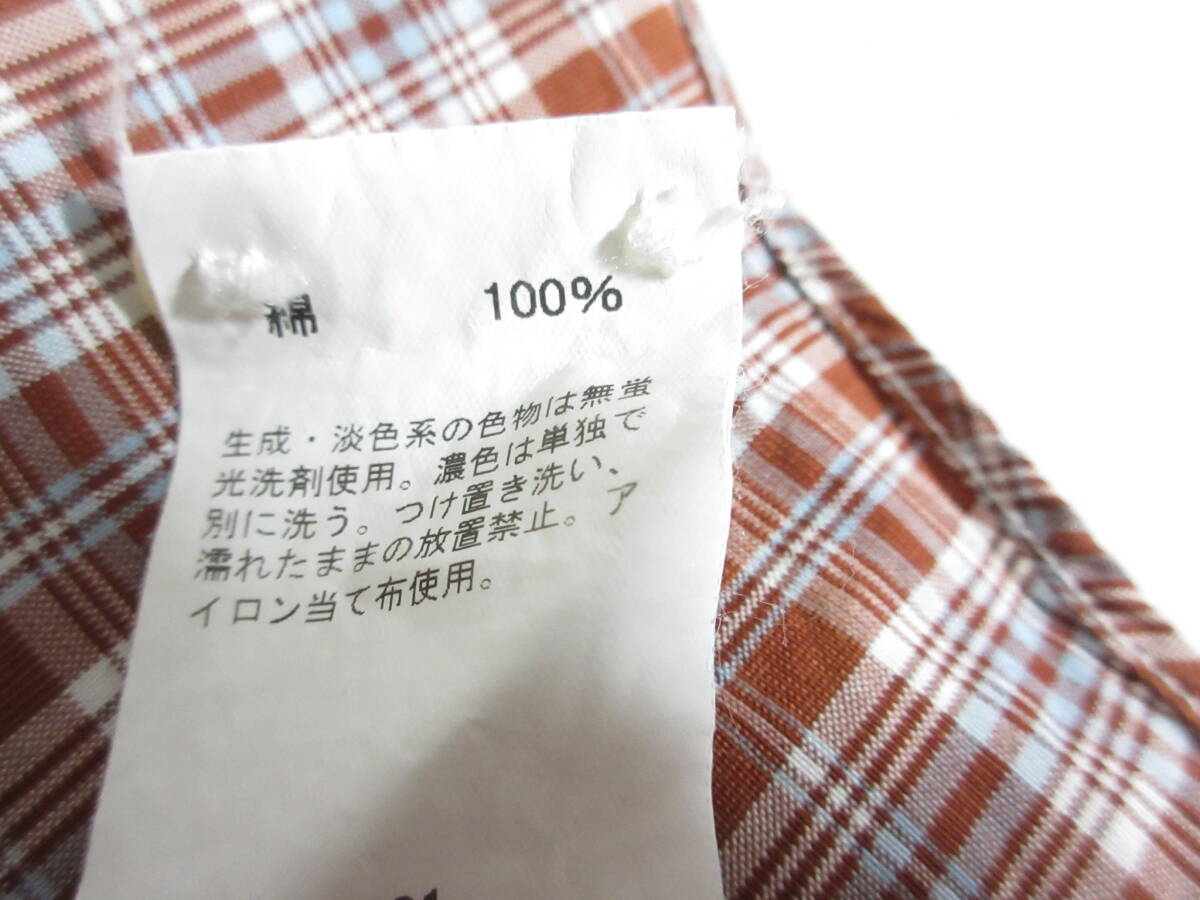 綿 100%
生成・淡色系の色物は無蛍
光洗剤使用。濃色は単独で
別に洗う。つけ置き洗い、
濡れたままの放置禁止。ア
イロン当て布使用。